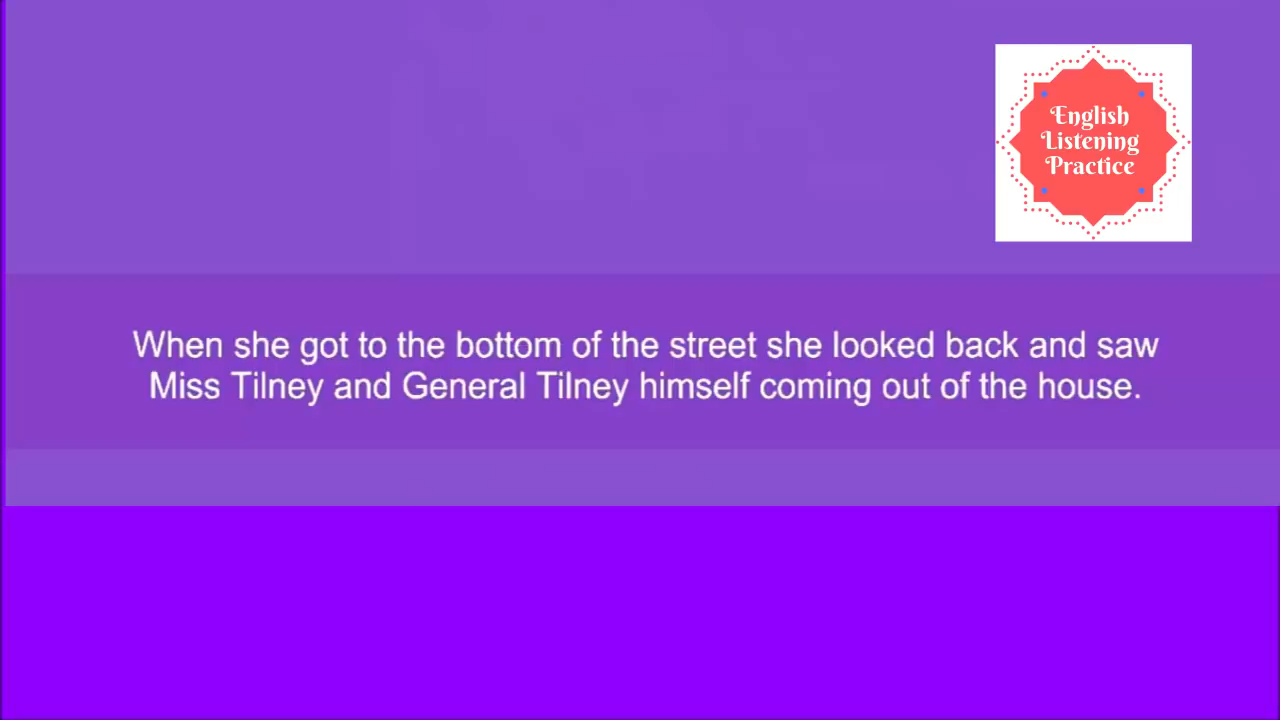 English
Listening
Practice
When she got to the bottom of the street she looked back and saw
Miss Tilney and General Tilney himself coming out of the house.